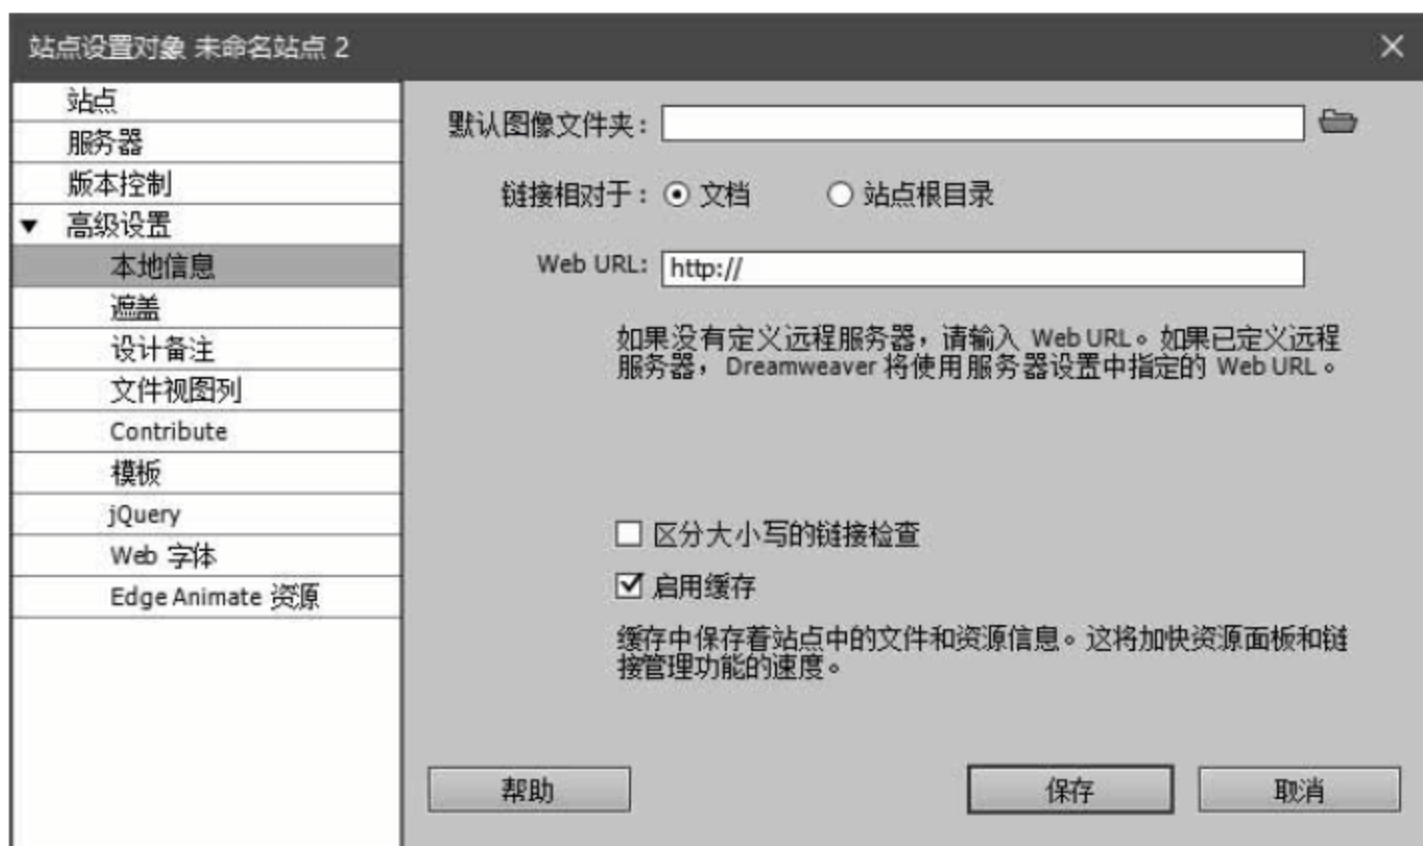 站点设置对象 未命名站点 2
站点
服务器
版本控制
高级设置
本地信息
遮盖
设计备注
文件视图列
Contribute
模板
jQuery
Web 字体
Edge Animate 资源
默认图像文件夹：
链接相对于： 文档 站点根目录
Web URL: http://
如果没有定义远程服务器，请输入 Web URL。如果已定义远程
服务器，Dreamweaver 将使用服务器设置中指定的 Web URL。
区分大小写的链接检查
启用缓存
缓存中保存着站点中的文件和资源信息。这将加快资源面板和链
接管理功能的速度。
帮助 保存 取消